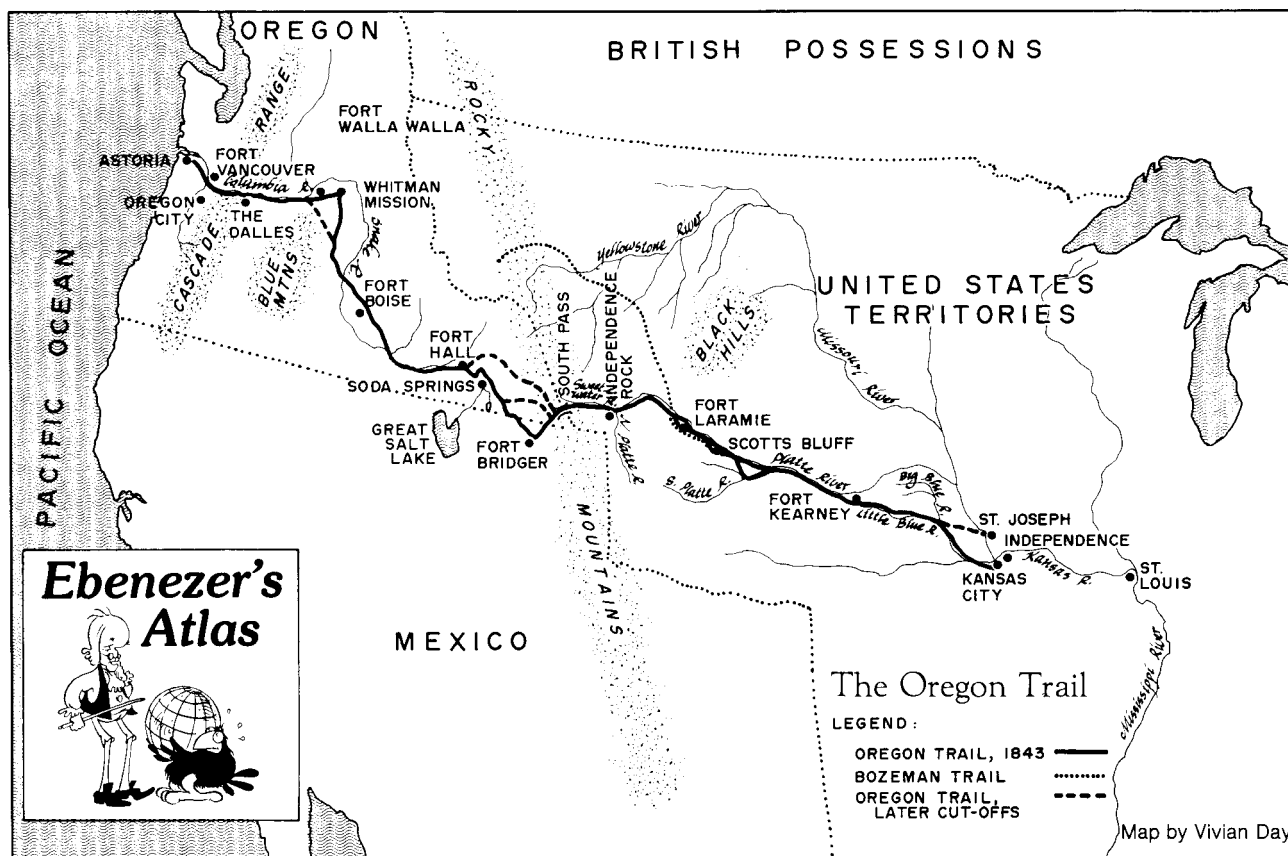 OREGON
BRITISH POSSESSIONS
ROCKY
RANGE
FORT
WALLA WALLA
ASTORIA
FORT
VANCOUVER
Columbia R.
WHITMAN
MISSION
OREGON
CITY
THE
DALLES
Snake
R.
CASCADE
BLUE
MTNS
FORT
BOISE
Yellowstone River
UNITED STATES
TERRITORIES
BLACK
HILLS
Missouri River
PACIFIC OCEAN
FORT
HALL
SODA SPRINGS
SOUTH PASS
Sweet
water
INDEPENDENCE
ROCK
FORT
LARAMIE
SCOTTS BLUFF
GREAT
SALT
LAKE
FORT
BRIDGER
N. Platte R.
S. Platte R.
Platte River
Big Blue R.
FORT
KEARNEY
Little Blue R.
ST. JOSEPH
INDEPENDENCE
Kansas R.
KANSAS
CITY
ST.
LOUIS
MOUNTAINS
MEXICO
Mississippi River
Ebenezer's
Atlas
The Oregon Trail
LEGEND:
OREGON TRAIL, 1843
BOZEMAN TRAIL
OREGON TRAIL,
LATER CUT-OFFS
Map by Vivian Day